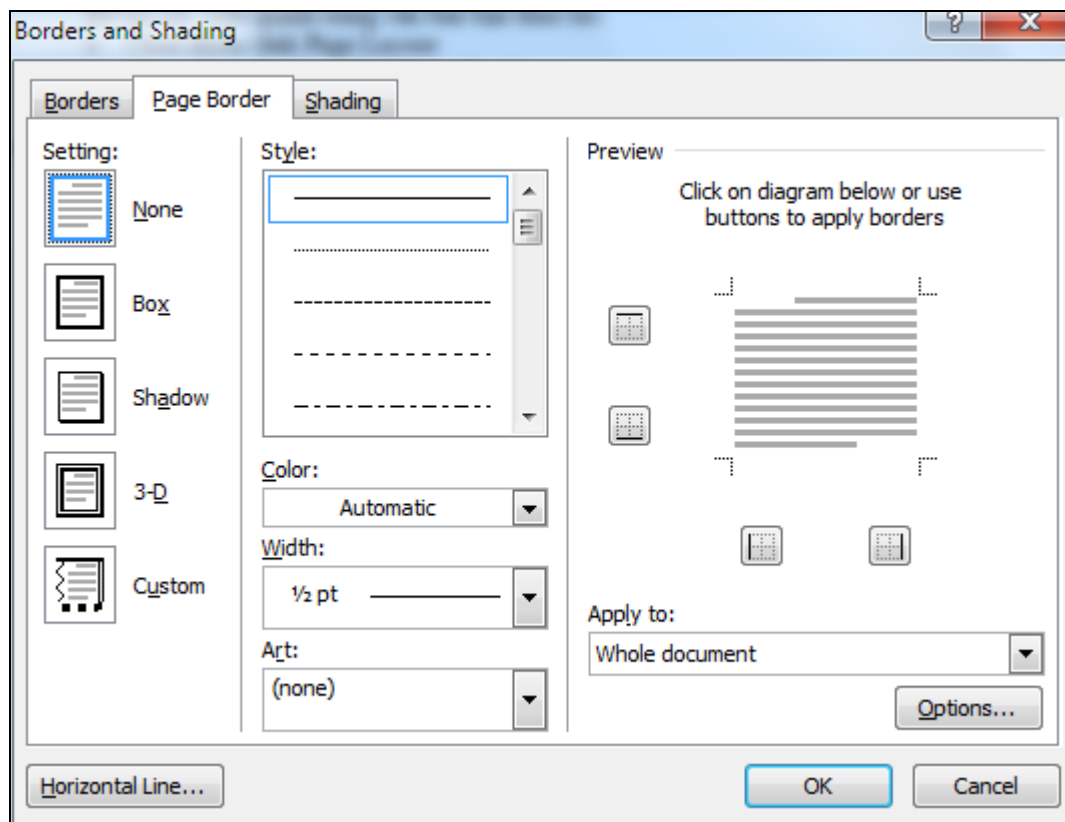 Borders and Shading
Borders
Page Border
Shading
Setting:
None
Box
Shadow
3-D
Custom
Style:
Color:
Automatic
Width:
½ pt
Art:
(none)
Preview
Click on diagram below or use
buttons to apply borders
Apply to:
Whole document
Options...
Horizontal Line...
OK
Cancel